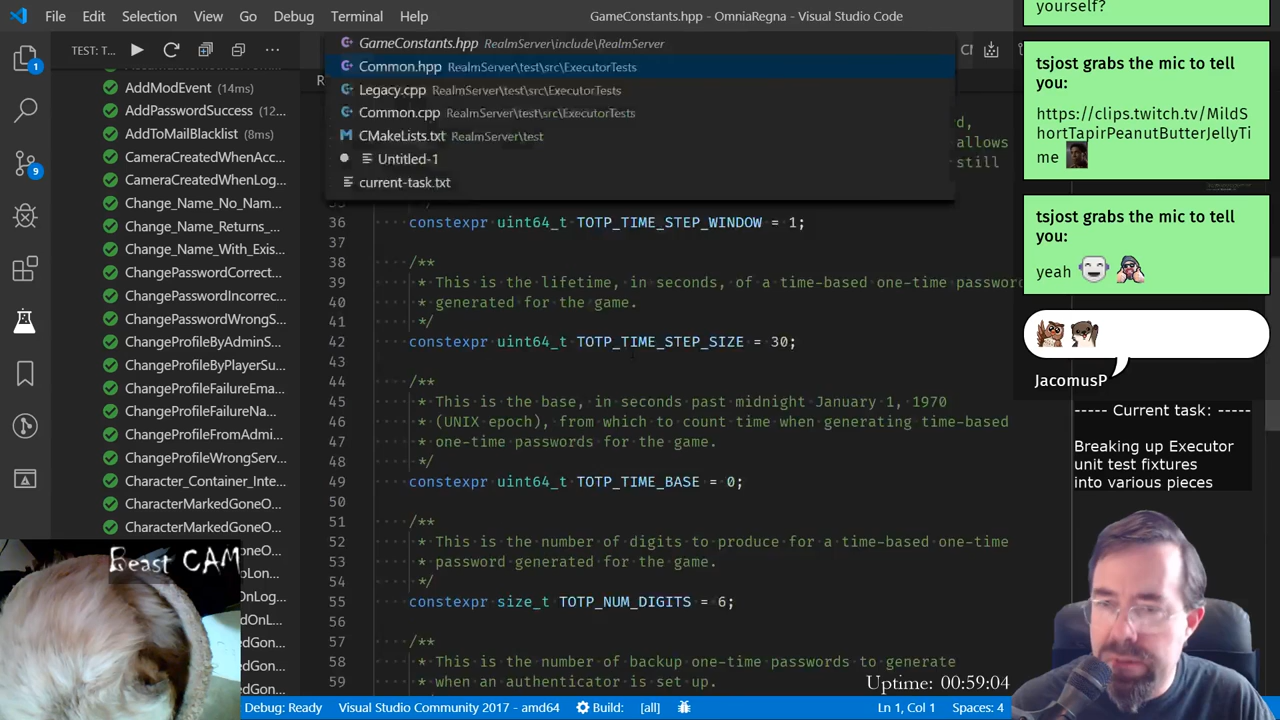 File Edit Selection View Go Debug Terminal Help
GameConstants.hpp - OmniaRegna - Visual Studio Code
TEST: T...
GameConstants.hpp RealmServer\include\RealmServer
Common.hpp RealmServer\test\src\ExecutorTests
Legacy.cpp RealmServer\test\src\ExecutorTests
Common.cpp RealmServer\test\src\ExecutorTests
CMakeLists.txt RealmServer\test
Untitled-1
current-task.txt
1
9
AddModEvent (14ms)
AddPasswordSuccess (12...
AddToMailBlacklist (8ms)
CameraCreatedWhenAcc...
CameraCreatedWhenLog...
Change_Name_No_Nam...
Change_Name_Returns_...
Change_Name_With_Exis...
ChangePasswordCorrect...
ChangePasswordIncorrec...
ChangePasswordWrongS...
ChangeProfileByAdminS...
ChangeProfileByPlayerSu...
ChangeProfileFailureEma...
ChangeProfileFailureNa...
ChangeProfileFromAdmi...
ChangeProfileWrongServ...
Character_Container_Inte...
CharacterMarkedGoneO...
CharacterMarkedGoneO...
allows
still
36 constexpr uint64_t TOTP_TIME_STEP_WINDOW = 1;
37
38 /**
39 * This is the lifetime, in seconds, of a time-based one-time password
40 * generated for the game.
41 */
42 constexpr uint64_t TOTP_TIME_STEP_SIZE = 30;
43
44 /**
45 * This is the base, in seconds past midnight January 1, 1970
46 * (UNIX epoch), from which to count time when generating time-based
47 * one-time passwords for the game.
48 */
49 constexpr uint64_t TOTP_TIME_BASE = 0;
50
51 /**
52 * This is the number of digits to produce for a time-based one-time
53 * password generated for the game.
54 */
55 constexpr size_t TOTP_NUM_DIGITS = 6;
56
57 /**
58 * This is the number of backup one-time passwords to generate
59 * when an authenticator is set up.
Beast CAM
Uptime: 00:59:04
Debug: Ready Visual Studio Community 2017 - amd64 Build: [all] Ln 1, Col 1 Spaces: 4
yourself?
tsjost grabs the mic to tell
you:
https://clips.twitch.tv/MildS
hortTapirPeanutButterJellyTi
me
tsjost grabs the mic to tell
you:
yeah
JacomusP
----- Current task: -----
Breaking up Executor
unit test fixtures
into various pieces